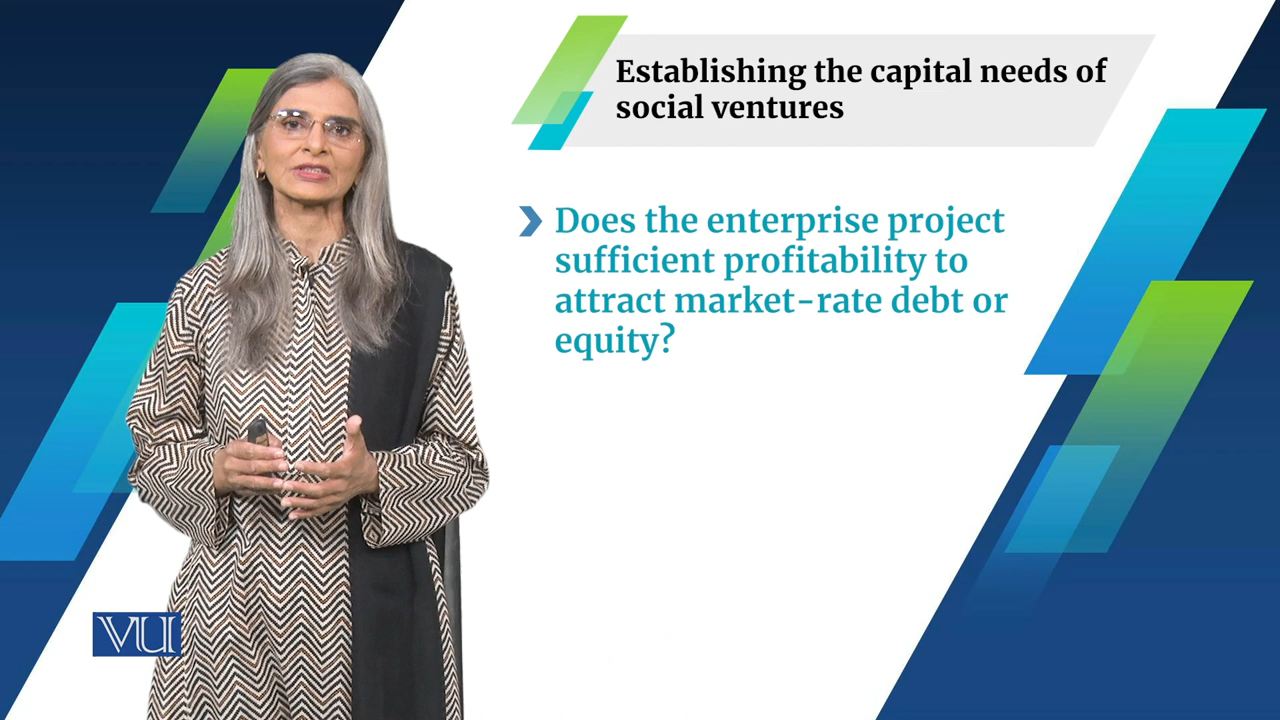 Establishing the capital needs of
social ventures
Does the enterprise project
sufficient profitability to
attract market-rate debt or
equity?
VU